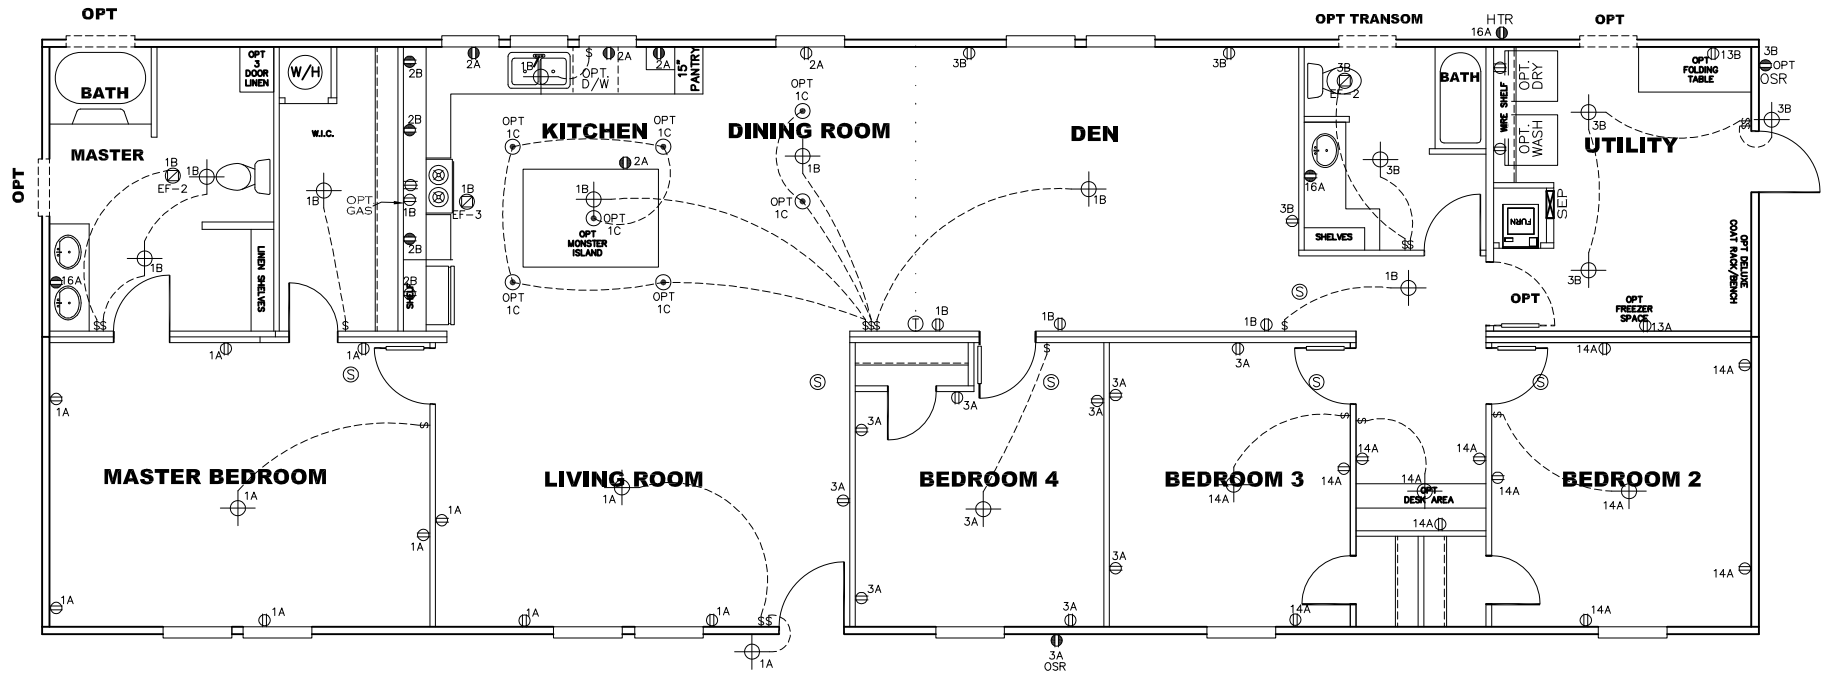 OPT
OPT TRANSOM
HTR
16A
OPT
OPT
3
DOOR
LINEN
W/H
2B
2A
1B
S
OPT.
D/W
2A
2A
15"
PANTRY
2A
3B
3B
3B
EF-2
BATH
WIRE SHELF
OPT.
DRY
OPT.
WASH
OPT
FOLDING
TABLE
13B
3B
OPT
OSR
3B
BATH
MASTER
W.I.C.
2B
OPT
1C
KITCHEN
OPT
1C
OPT
1C
DINING ROOM
DEN
3B
UTILITY
SS
OPT
1B
EF-2
1B
1B
OPT
GAS
1B
1B
EF-3
2A
1B
OPT
1C
OPT
MONSTER
ISLAND
1B
OPT
1C
1B
16A
3B
3B
SHELVES
SS
FURN
SEP
1B
16A
LINEN SHELVES
2B
2B
SHELF
OPT
1C
OPT
1C
S
1B
3B
OPT
OPT
FREEZER
SPACE
13A
OPT DELUXE
COAT RACK/BENCH
SS
S
SSS
T
1B
1B
1B
S
1A
1A
S
S
S
3A
S
3A
S
14A
S
14A
1A
3A
3A
3A
3A
S
S
S
S
MASTER BEDROOM
1A
LIVING ROOM
1A
3A
BEDROOM 4
3A
BEDROOM 3
14A
3A
14A
14A
14A
OPT
DESK AREA
14A
14A
BEDROOM 2
14A
1A
1A
3A
14A
1A
1A
1A
1A
SS
1A
3A
3A
3A
OSR
14A
14A